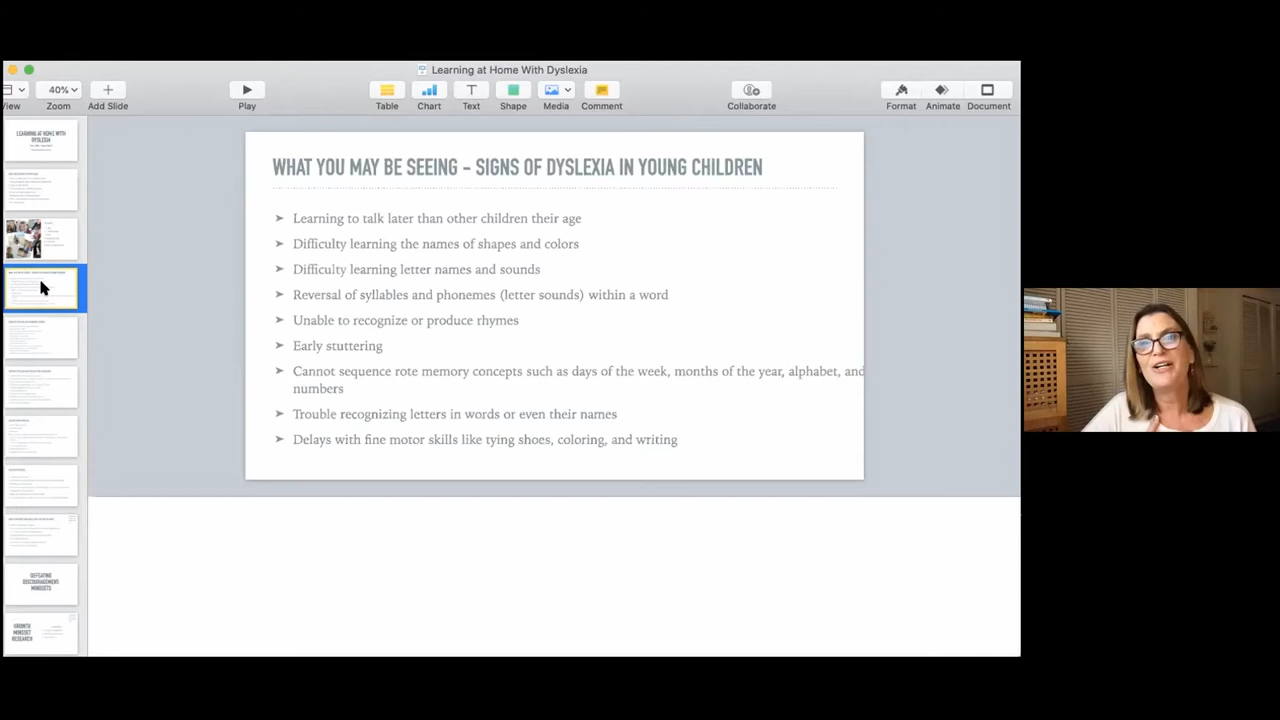 Learning at Home With Dyslexia
View
40%
Zoom
Add Slide
Play
Table
Chart
Text
Shape
Media
Comment
Collaborate
Format
Animate
Document
LEARNING AT HOME WITH
DYSLEXIA
DEFEATING
DISCOURAGEMENT:
MINDSETS
GROWTH
MINDSET
RESEARCH
WHAT YOU MAY BE SEEING – SIGNS OF DYSLEXIA IN YOUNG CHILDREN
➤ Learning to talk later than other children their age
➤ Difficulty learning the names of shapes and colors
➤ Difficulty learning letter names and sounds
➤ Reversal of syllables and phonemes (letter sounds) within a word
➤ Unable recognize or produce rhymes
➤ Early stuttering
➤ Cannot sequence rote memory concepts such as days of the week, months of the year, alphabet, and
numbers
➤ Trouble recognizing letters in words or even their names
➤ Delays with fine motor skills like tying shoes, coloring, and writing